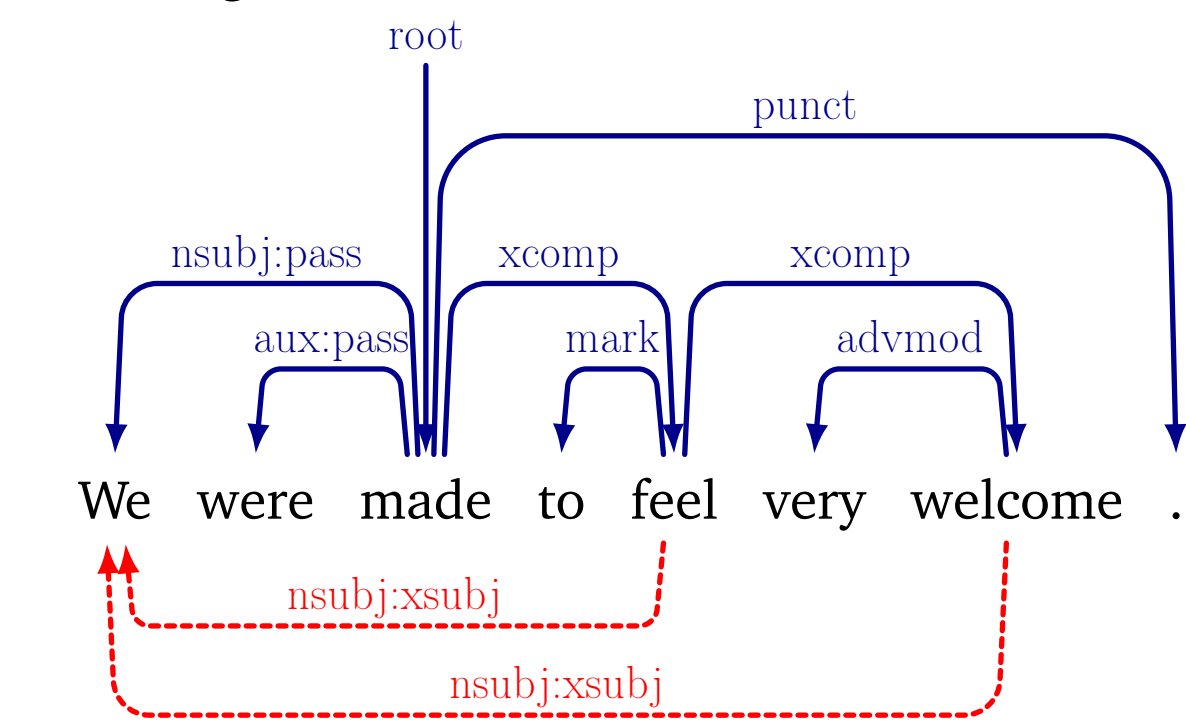 root
punct
nsubj:pass xcomp xcomp
aux:pass mark advmod
We were made to feel very welcome .
nsubj:xsubj
nsubj:xsubj